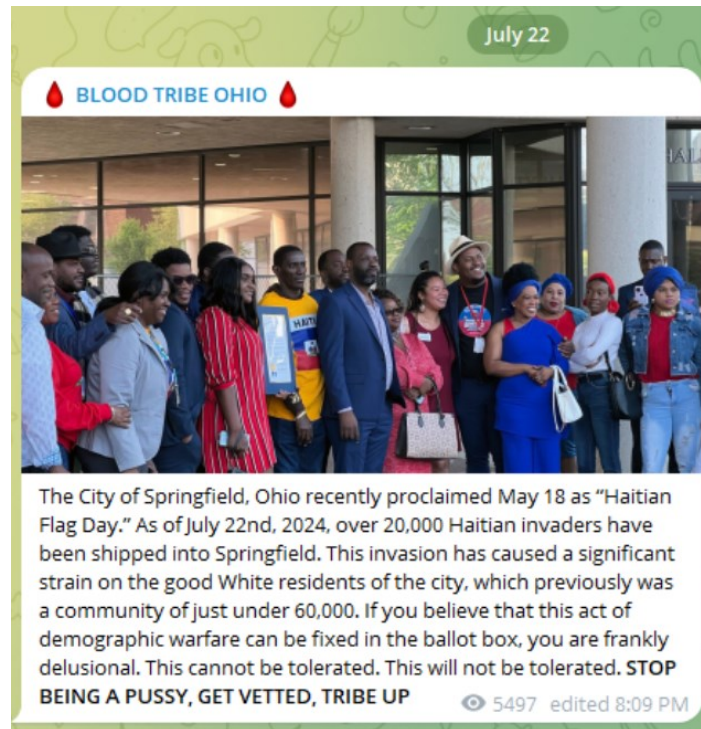 July 22
BLOOD TRIBE OHIO
HAL
HAITI
The City of Springfield, Ohio recently proclaimed May 18 as “Haitian
Flag Day.” As of July 22nd, 2024, over 20,000 Haitian invaders have
been shipped into Springfield. This invasion has caused a significant
strain on the good White residents of the city, which previously was
a community of just under 60,000. If you believe that this act of
demographic warfare can be fixed in the ballot box, you are frankly
delusional. This cannot be tolerated. This will not be tolerated. STOP
BEING A PUSSY, GET VETTED, TRIBE UP
5497 edited 8:09 PM